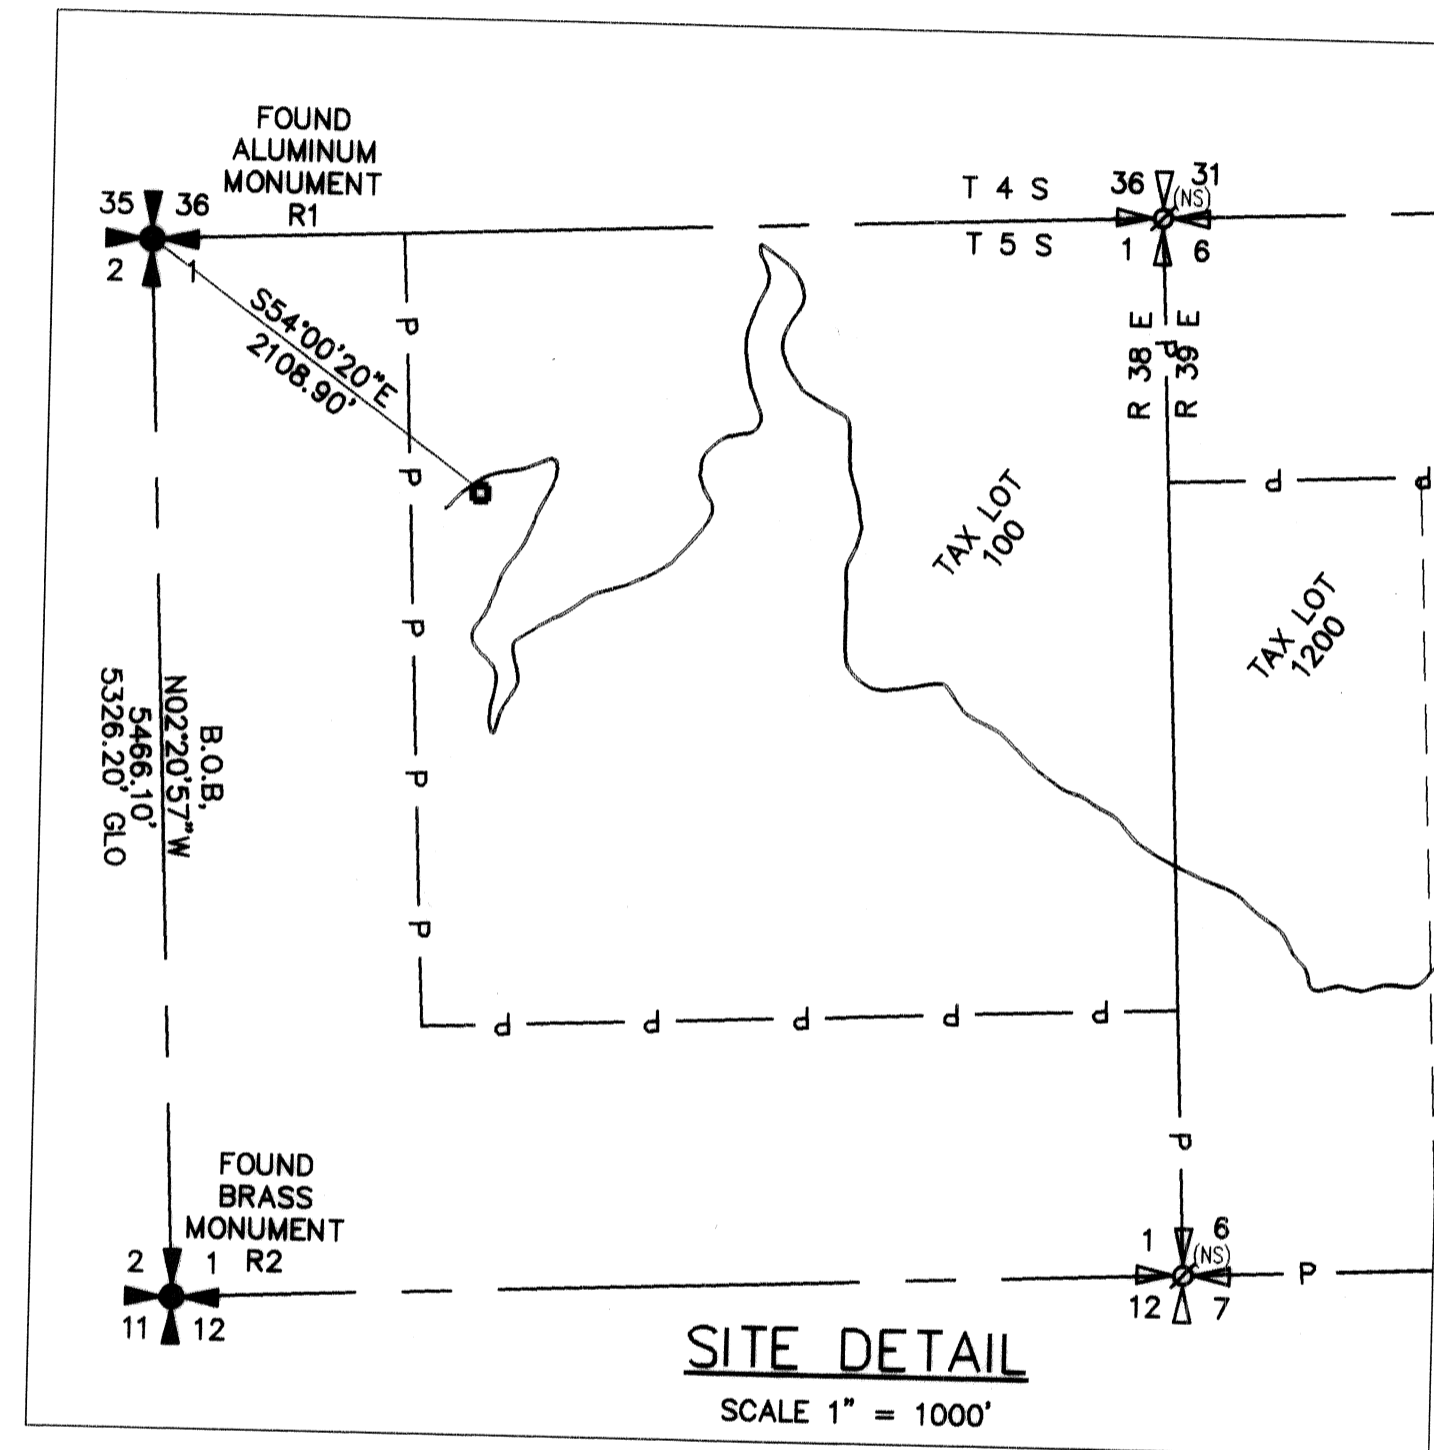 FOUND
ALUMINUM
MONUMENT
R1
35 36
2 1
T 4 S
T 5 S
36 31
(NS)
1 6
R 38 E
R 39 E
P
S54°00'20"E
2108.90'
P
P
P
P
P
P P
TAX LOT
100
TAX LOT
1200
B.O.B,
N02°20'57"W
5466.10'
5326.20' GLO
P P P P P
P
FOUND
BRASS
MONUMENT
R2
2 1
11 12
1 6
(NS)
12 7
P
SITE DETAIL
SCALE 1" = 1000'